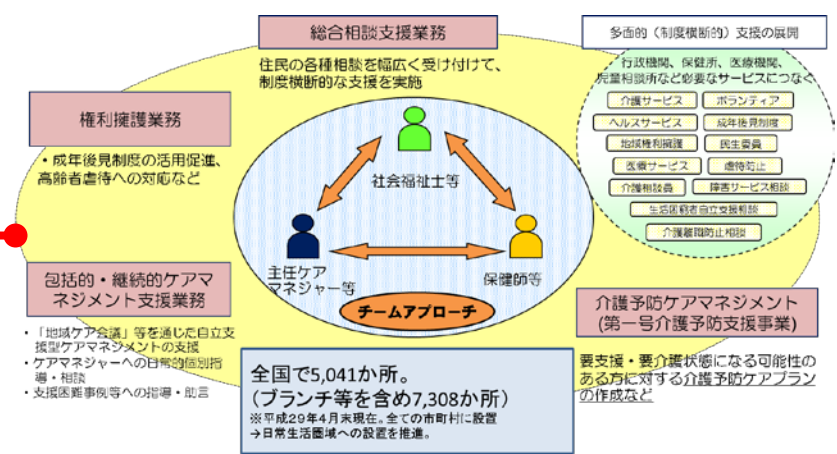 総合相談支援業務
住民の各種相談を幅広く受け付けて、
制度横断的な支援を実施
多面的（制度横断的）支援の展開
行政機関、保健所、医療機関、
児童相談所など必要なサービスにつなぐ
介護サービス
ボランティア
ヘルスサービス
成年後見制度
地域権利擁護
民生委員
医療サービス
虐待防止
介護相談員
障害サービス相談
生活困窮者自立支援相談
介護離職防止相談
権利擁護業務
・成年後見制度の活用促進、
高齢者虐待への対応など
社会福祉士等
主任ケア
マネジャー等
保健師等
チームアプローチ
包括的・継続的ケアマ
ネジメント支援業務
・「地域ケア会議」等を通じた自立支
援型ケアマネジメントの支援
・ケアマネジャーへの日常的個別指
導・相談
・支援困難事例等への指導・助言
全国で5,041か所。
（ブランチ等を含め7,308か所）
※平成29年4月末現在。全ての市町村に設置
→日常生活圏域への設置を推進。
介護予防ケアマネジメント
(第一号介護予防支援事業)
要支援・要介護状態になる可能性の
ある方に対する介護予防ケアプラン
の作成など